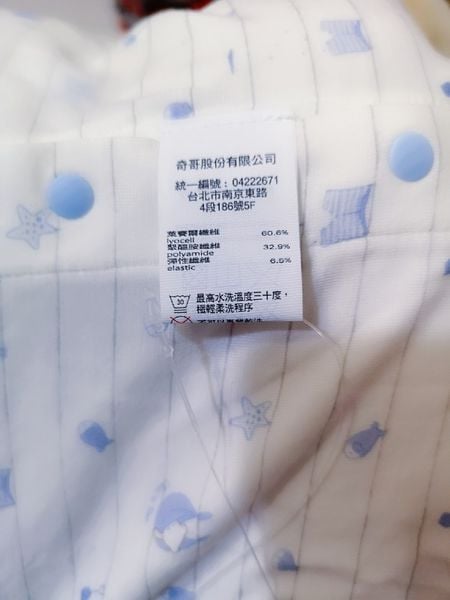 奇哥股份有限公司
統一編號：04222671
台北市南京東路
4段186號5F
萊賽爾纖維 60.6%
lyocell
聚醯胺纖維 32.9%
polyamide
彈性纖維 6.5%
elastic
30
最高水洗溫度三十度，
極輕柔洗程序